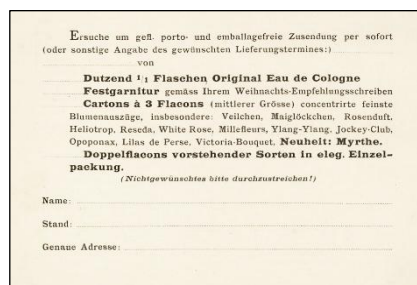 Ersuche um gefl. porto- und emballagefreie Zusendung per sofort
(oder sonstige Angabe des gewünschten Lieferungstermines:)
von
Dutzend 1/1 Flaschen Original Eau de Cologne
Festgarnitur gemäss Ihrem Weihnachts-Empfehlungsschreiben
Cartons à 3 Flacons (mittlerer Grösse) concentrirte feinste
Blumenauszüge, insbesondere: Veilchen, Maiglöckchen, Rosenduft,
Heliotrop, Reseda, White Rose, Millefleurs, Ylang-Ylang, Jockey-Club,
Opoponax, Lilas de Perse, Victoria-Bouquet. Neuheit: Myrthe.
Doppelflacons vorstehender Sorten in eleg. Einzel-
packung.
(Nichtgewünschtes bitte durchzustreichen!)
Name:
Stand:
Genaue Adresse: